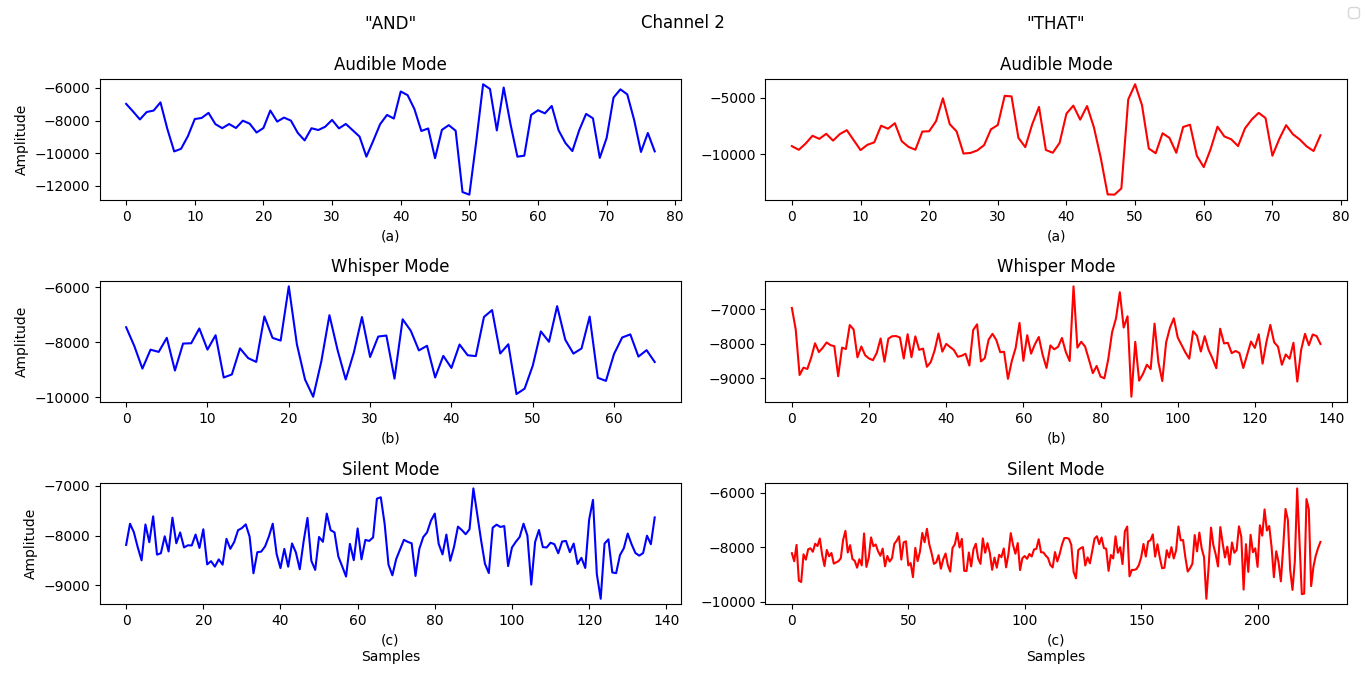 "AND" Channel 2 "THAT"
Audible Mode Audible Mode
Amplitude
−6000
−8000
−10000
−12000
0 10 20 30 40 50 60 70 80
(a)
−5000
−10000
0 10 20 30 40 50 60 70 80
(a)
Whisper Mode Whisper Mode
Amplitude
−6000
−8000
−10000
0 10 20 30 40 50 60
(b)
−7000
−8000
−9000
0 20 40 60 80 100 120 140
(b)
Silent Mode Silent Mode
Amplitude
−7000
−8000
−9000
0 20 40 60 80 100 120 140
(c)
Samples
−6000
−8000
−10000
0 50 100 150 200
(c)
Samples